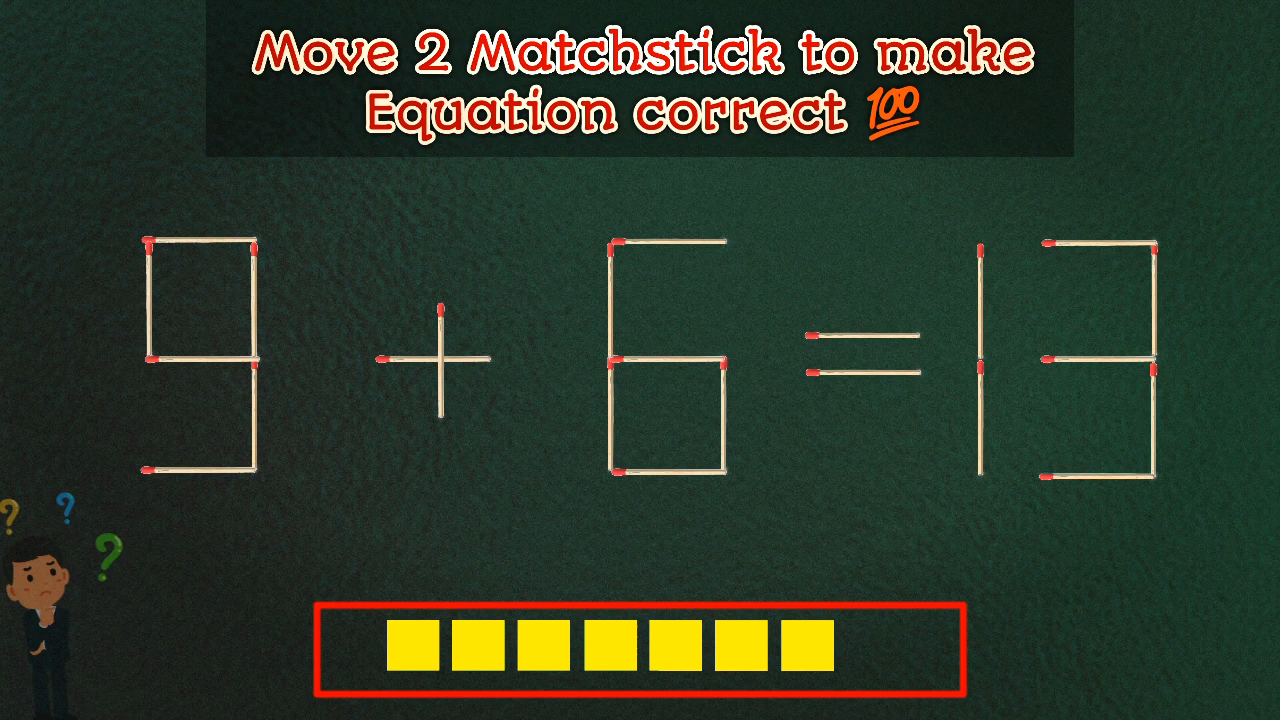 Move 2 Matchstick to make
Equation correct 💯
9 + 6 = 13
? ? ?